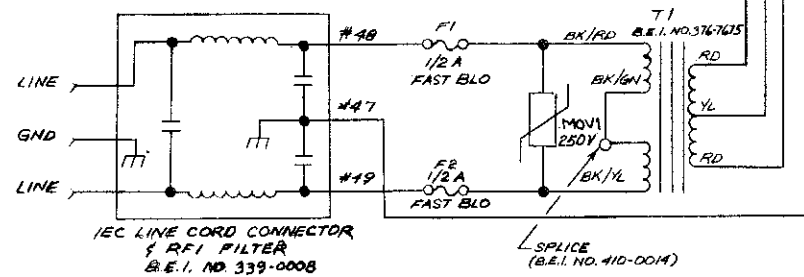 LINE
GND
LINE
#48
#47
#49
F1
1/2 A
FAST BLO
F2
1/2 A
FAST BLO
MOV1
250V
BK/RD
BK/GN
BK/YL
T1
B.E.I. NO. 376-7675
RD
YL
RD
IEC LINE CORD CONNECTOR
& RFI FILTER
B.E.I. NO. 339-0008
SPLICE
(B.E.I. NO. 410-0014)